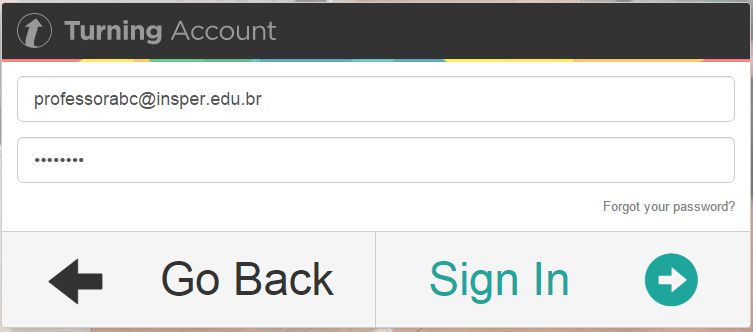 Turning Account
professorabc@insper.edu.br
••••••••
Forgot your password?
Go Back
Sign In